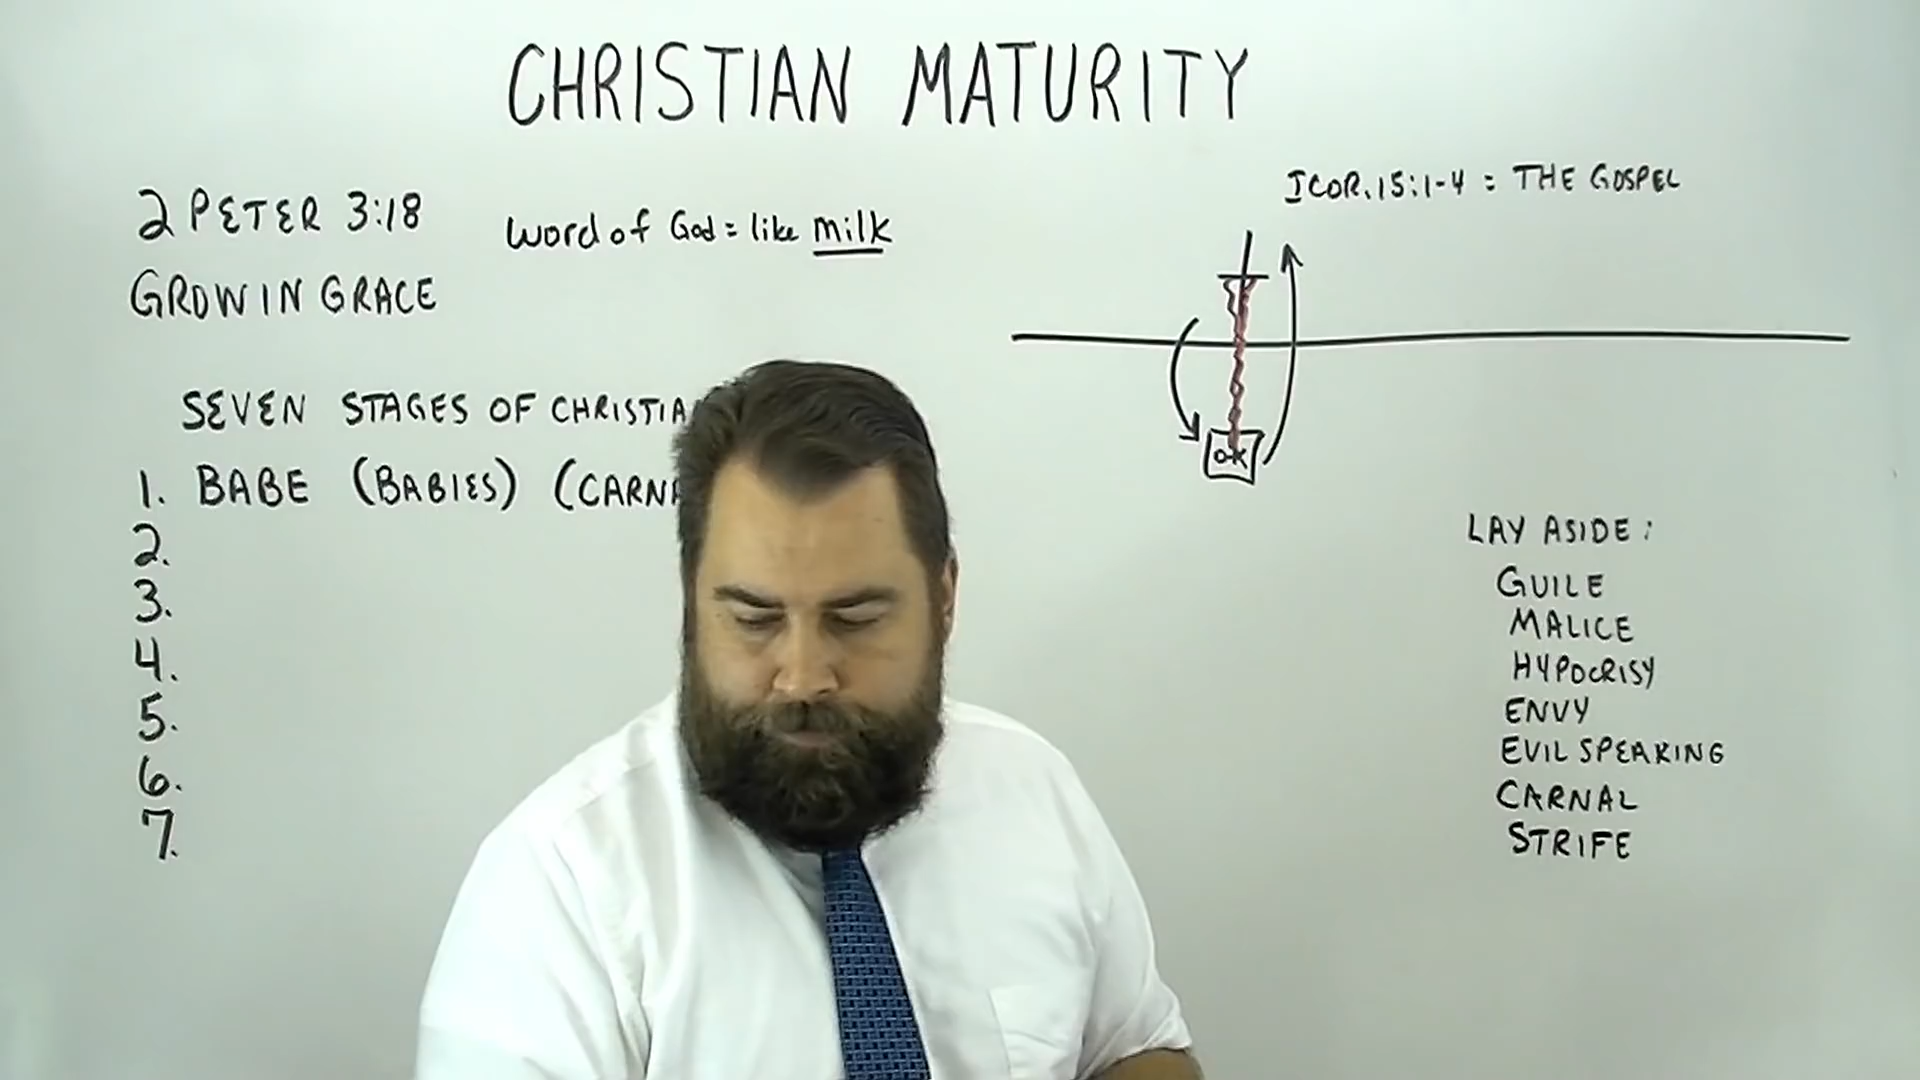 CHRISTIAN MATURITY
2 PETER 3:18
GROW IN GRACE
word of God = like milk
I COR. 15:1-4 = THE GOSPEL
SEVEN STAGES OF
1. BABE (BABIES)
2.
3.
4.
5.
6.
7.
LAY ASIDE:
GUILE
MALICE
HYPOCRISY
ENVY
EVIL SPEAKING
CARNAL
STRIFE